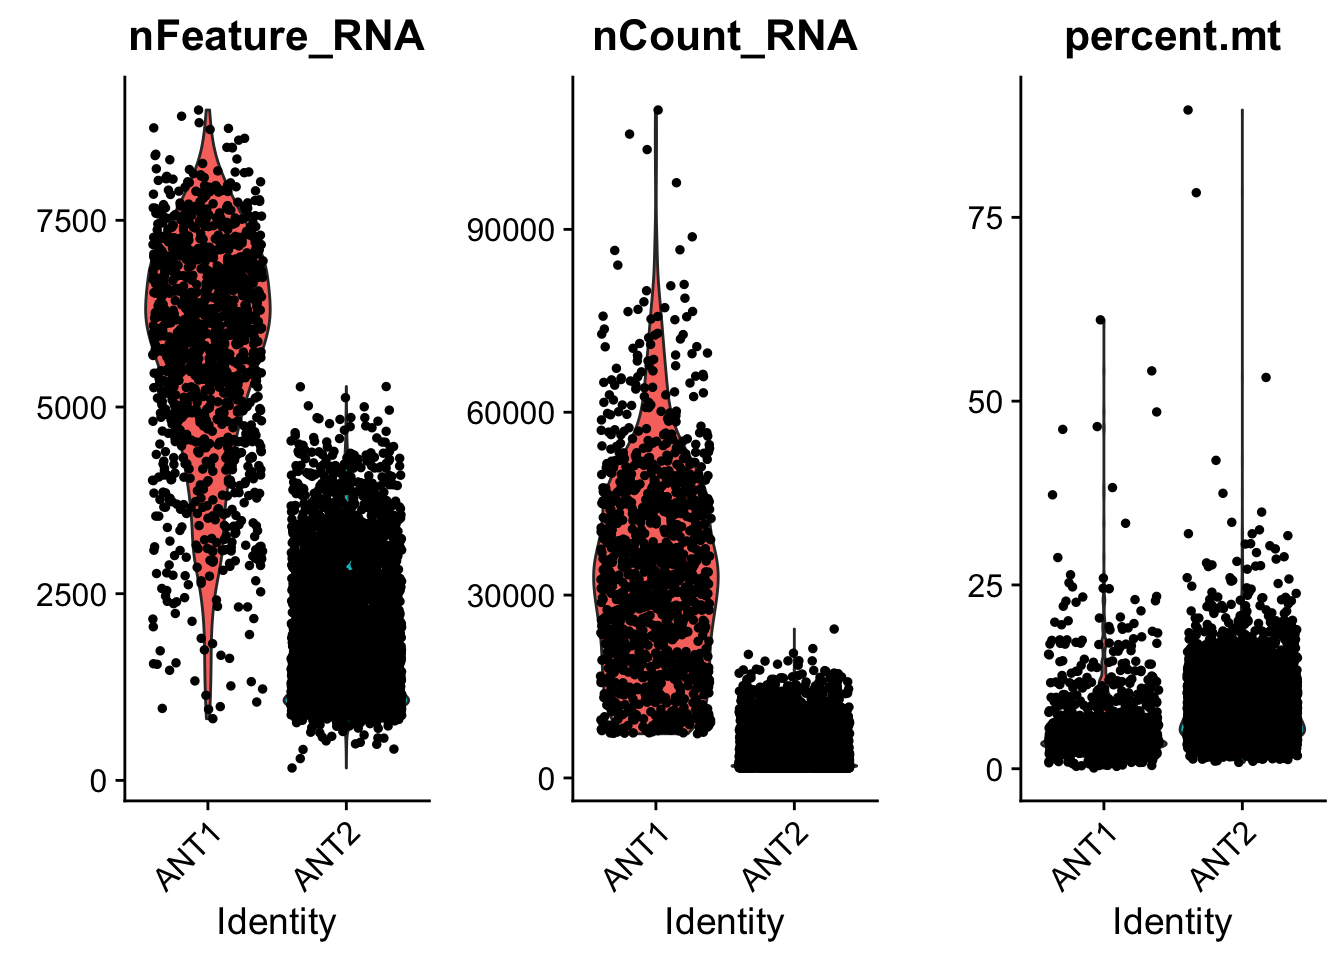 nFeature_RNA
7500
5000
2500
0
ANT1
ANT2
Identity
nCount_RNA
90000
60000
30000
0
ANT1
ANT2
Identity
percent.mt
75
50
25
0
ANT1
ANT2
Identity